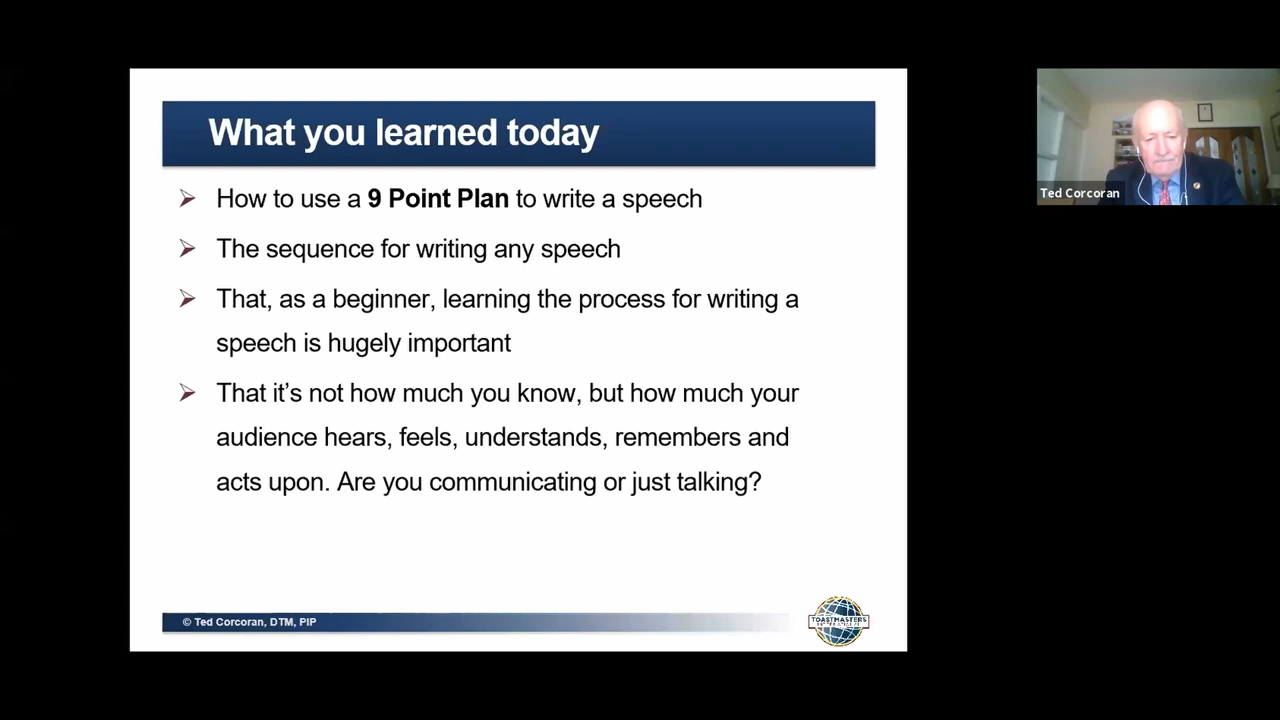 What you learned today
➢ How to use a 9 Point Plan to write a speech
➢ The sequence for writing any speech
➢ That, as a beginner, learning the process for writing a
speech is hugely important
➢ That it’s not how much you know, but how much your
audience hears, feels, understands, remembers and
acts upon. Are you communicating or just talking?
© Ted Corcoran, DTM, PIP
TOASTMASTERS
INTERNATIONAL
Ted Corcoran